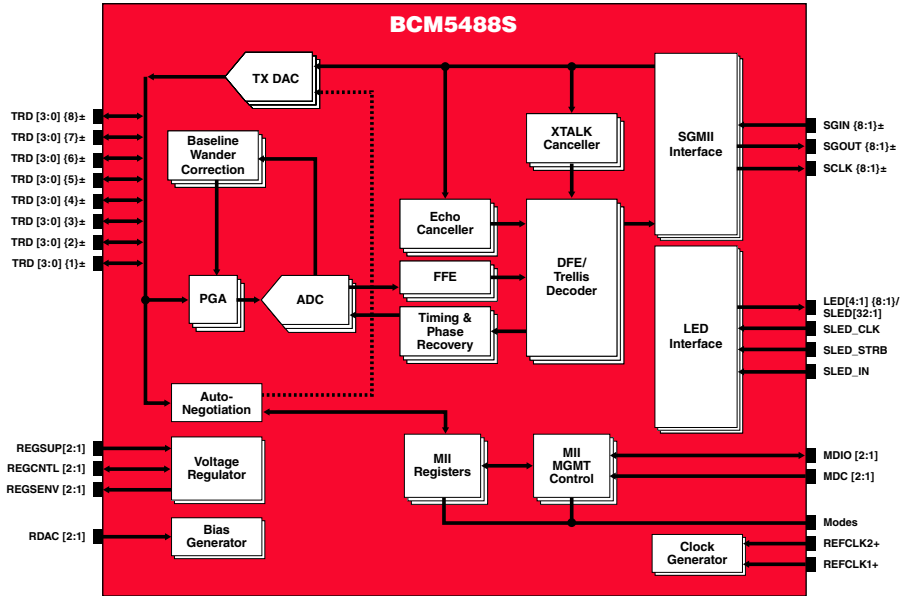 BCM5488S
TX DAC
TRD [3:0] {8}±
TRD [3:0] {7}±
TRD [3:0] {6}±
TRD [3:0] {5}±
TRD [3:0] {4}±
TRD [3:0] {3}±
TRD [3:0] {2}±
TRD [3:0] {1}±
Baseline
Wander
Correction
XTALK
Canceller
SGMII
Interface
SGIN {8:1}±
SGOUT {8:1}±
SCLK {8:1}±
Echo
Canceller
FFE
Timing &
Phase
Recovery
DFE/
Trellis
Decoder
PGA
ADC
LED
Interface
LED[4:1] {8:1}/
SLED[32:1]
SLED_CLK
SLED_STRB
SLED_IN
Auto-
Negotiation
REGSUP[2:1]
REGCNTL [2:1]
REGSENV [2:1]
Voltage
Regulator
MII
Registers
MII
MGMT
Control
MDIO [2:1]
MDC [2:1]
RDAC [2:1]
Bias
Generator
Modes
Clock
Generator
REFCLK2+
REFCLK1+